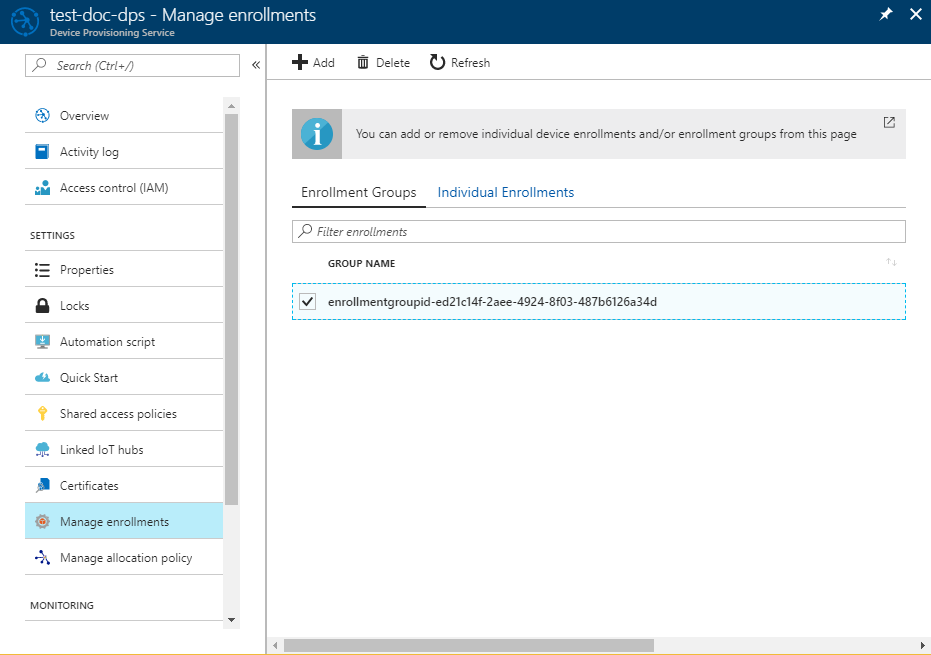 test-doc-dps - Manage enrollments
Device Provisioning Service
Search (Ctrl+/)
«
Overview
Activity log
Access control (IAM)
SETTINGS
Properties
Locks
Automation script
Quick Start
Shared access policies
Linked IoT hubs
Certificates
Manage enrollments
Manage allocation policy
MONITORING
Add Delete Refresh
You can add or remove individual device enrollments and/or enrollment groups from this page
Enrollment Groups Individual Enrollments
Filter enrollments
GROUP NAME
enrollmentgroupid-ed21c14f-2aee-4924-8f03-487b6126a34d